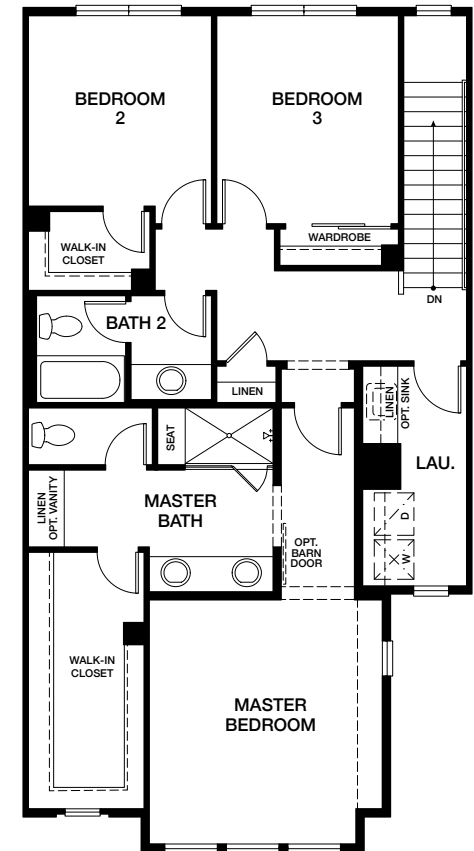 BEDROOM
2
BEDROOM
3
WARDROBE
WALK-IN
CLOSET
DN
BATH 2
LINEN
LINEN
OPT. SINK
SEAT
LAU.
LINEN
OPT. VANITY
MASTER
BATH
D
OPT.
BARN
DOOR
W
WALK-IN
CLOSET
MASTER
BEDROOM